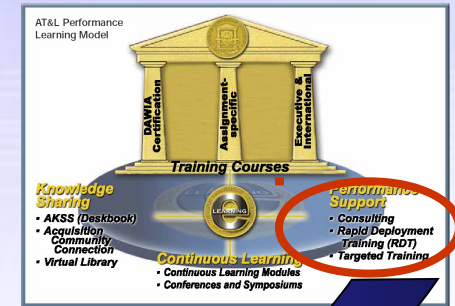 AT&L Performance
Learning Model
DAWIA
Certification
Assignment-
specific
Executive &
International
Training Courses
Knowledge
Sharing
▪ AKSS (Deskbook)
▪ Acquisition
Community
Connection
▪ Virtual Library
LEARNING
Continuous Learning
▪ Continuous Learning Modules
▪ Conferences and Symposiums
Performance
Support
▪ Consulting
▪ Rapid Deployment
Training (RDT)
▪ Targeted Training